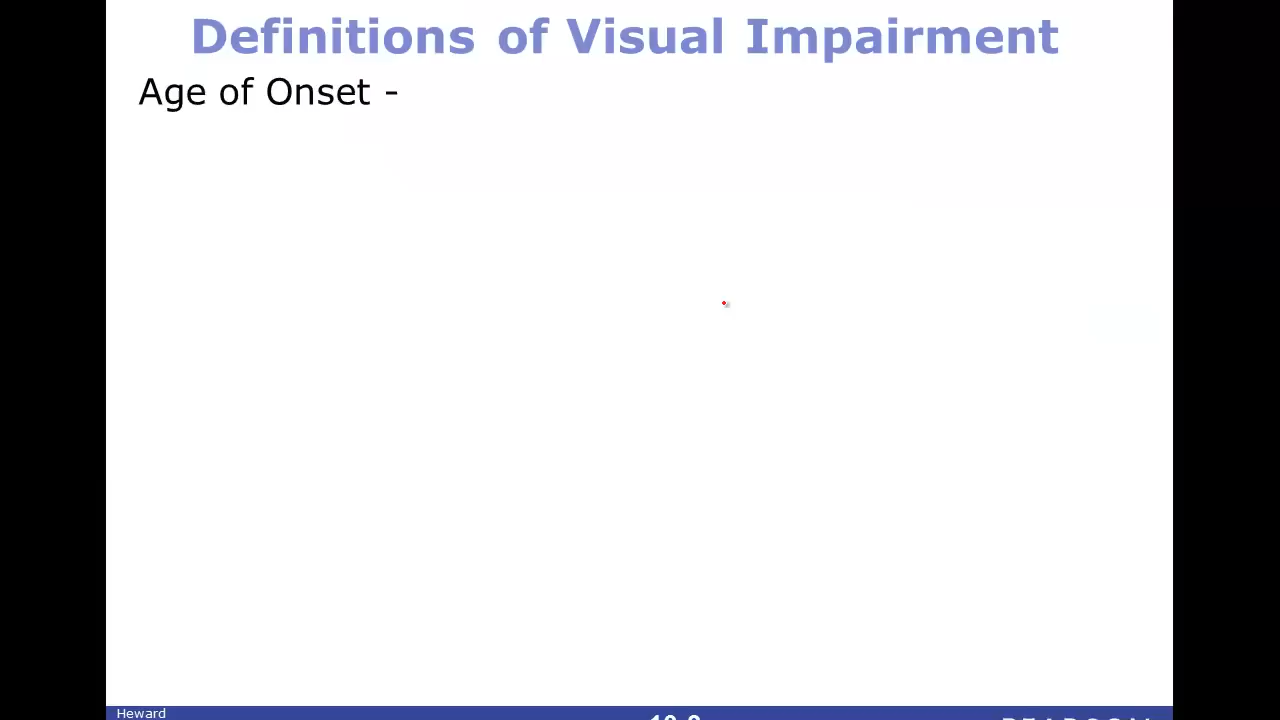 Definitions of Visual Impairment
Age of Onset -
Heward